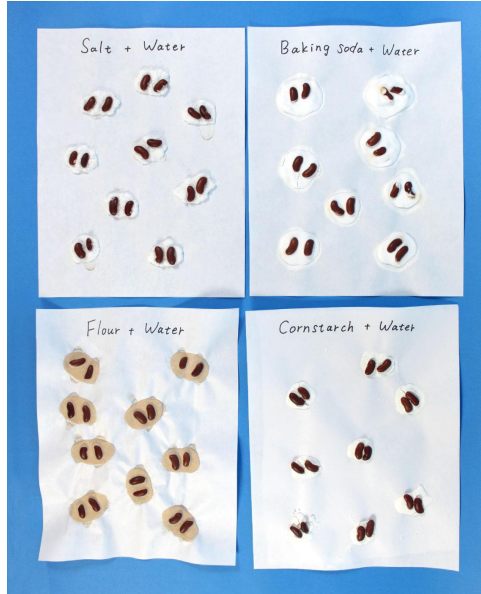 Salt + Water
Baking soda + Water
Flour + Water
Cornstarch + Water